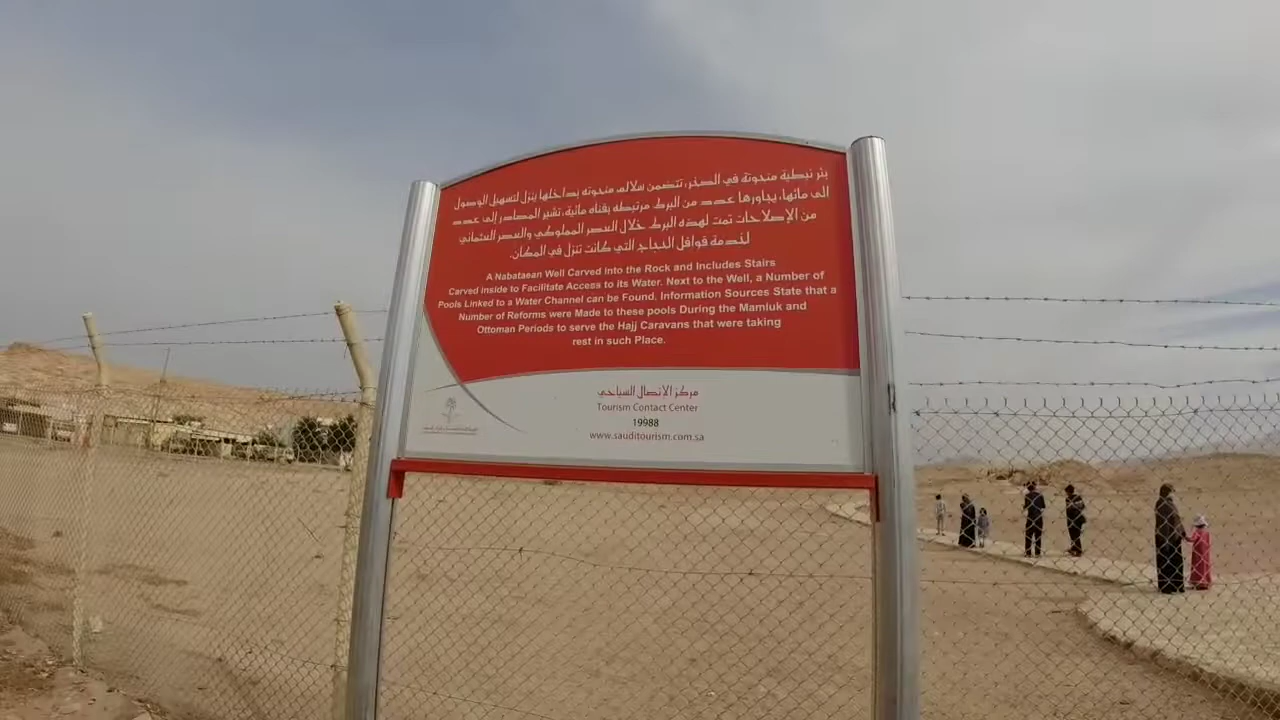 بئر نبطية منحوتة في الصخر، تتضمن سلالم منحوته بداخلها ينزل لتسهيل الوصول
الى مائها، يجاورها عدد من البرك مرتبطه بقناه مائية، تشير المصادر إلى عدد
من الإصلاحات تمت لهذه البرك خلال العصر المملوكي والعصر العثماني
لخدمة قوافل الحجاج التي كانت تنزل في المكان.
A Nabataean Well Carved into the Rock and Includes Stairs
Carved inside to Facilitate Access to its Water. Next to the Well, a Number of
Pools Linked to a Water Channel can be Found. Information Sources State that a
Number of Reforms were Made to these pools During the Mamluk and
Ottoman Periods to serve the Hajj Caravans that were taking
rest in such Place.
مركز الاتصال السياحي
Tourism Contact Center
19988
www.sauditourism.com.sa